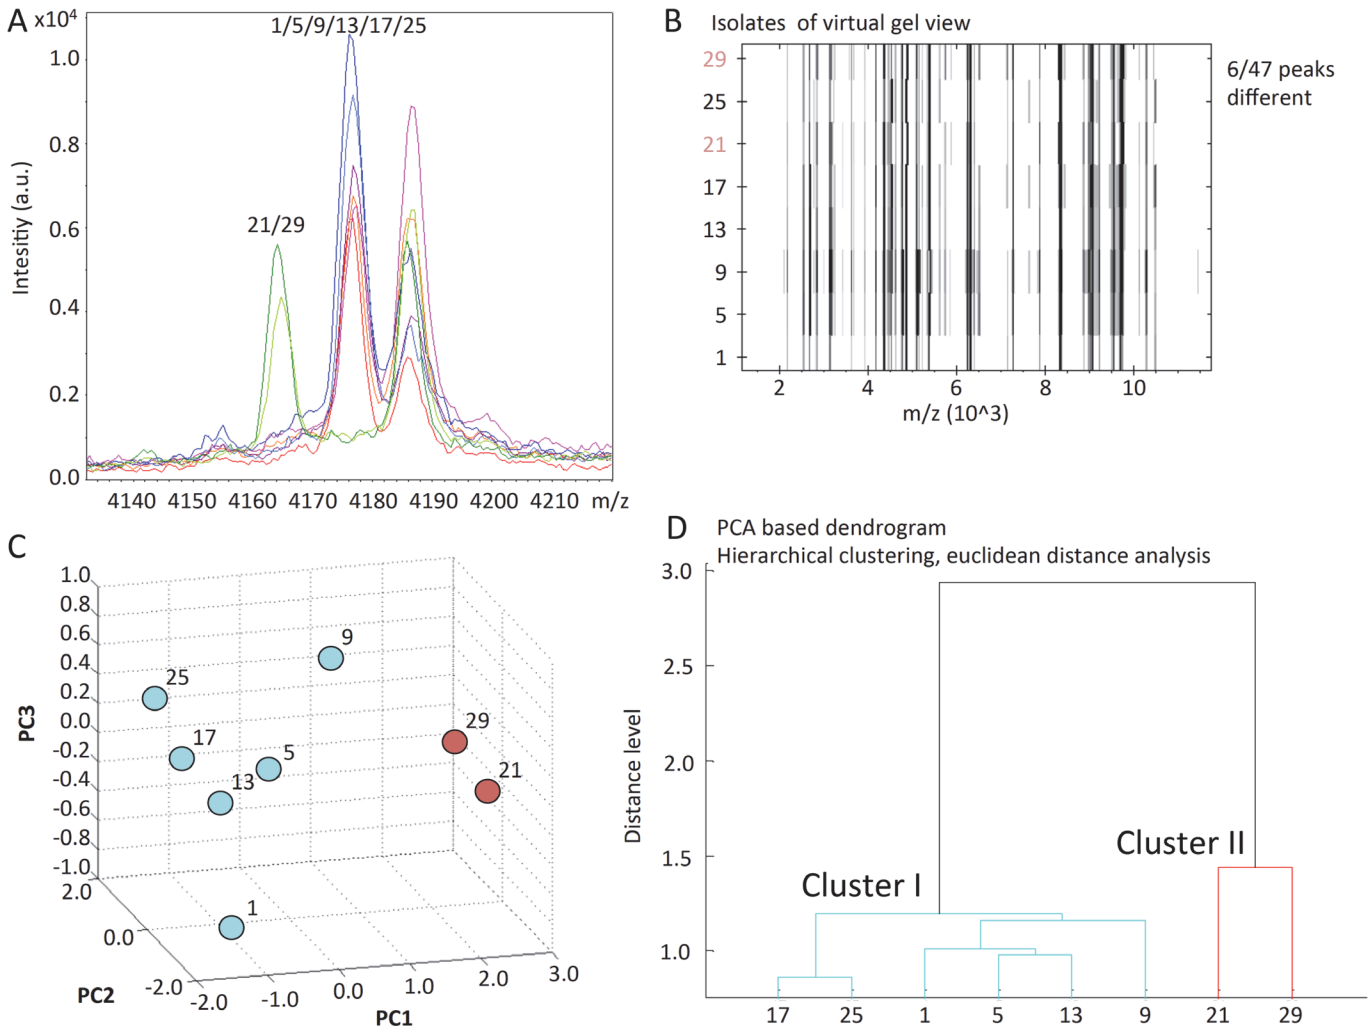 A
x10⁴
1/5/9/13/17/25
1.0
0.8
21/29
0.6
0.4
0.2
0.0
Intesitiy (a.u.)
4140 4150 4160 4170 4180 4190 4200 4210 m/z
B Isolates of virtual gel view
29
25
21
17
13
9
5
1
6/47 peaks
different
2 4 6 8 10
m/z (10^3)
C
1.0
0.8
0.6
0.4
0.2
0.0
-0.2
-0.4
-0.6
-0.8
-1.0
PC3
2.0
0.0
-2.0
PC2
-2.0 -1.0 0.0 1.0 2.0 3.0
PC1
9
25
29
17
5
21
13
1
D PCA based dendrogram
Hierarchical clustering, euclidean distance analysis
3.0
2.5
2.0
1.5
1.0
Distance level
Cluster II
Cluster I
17 25 1 5 13 9 21 29